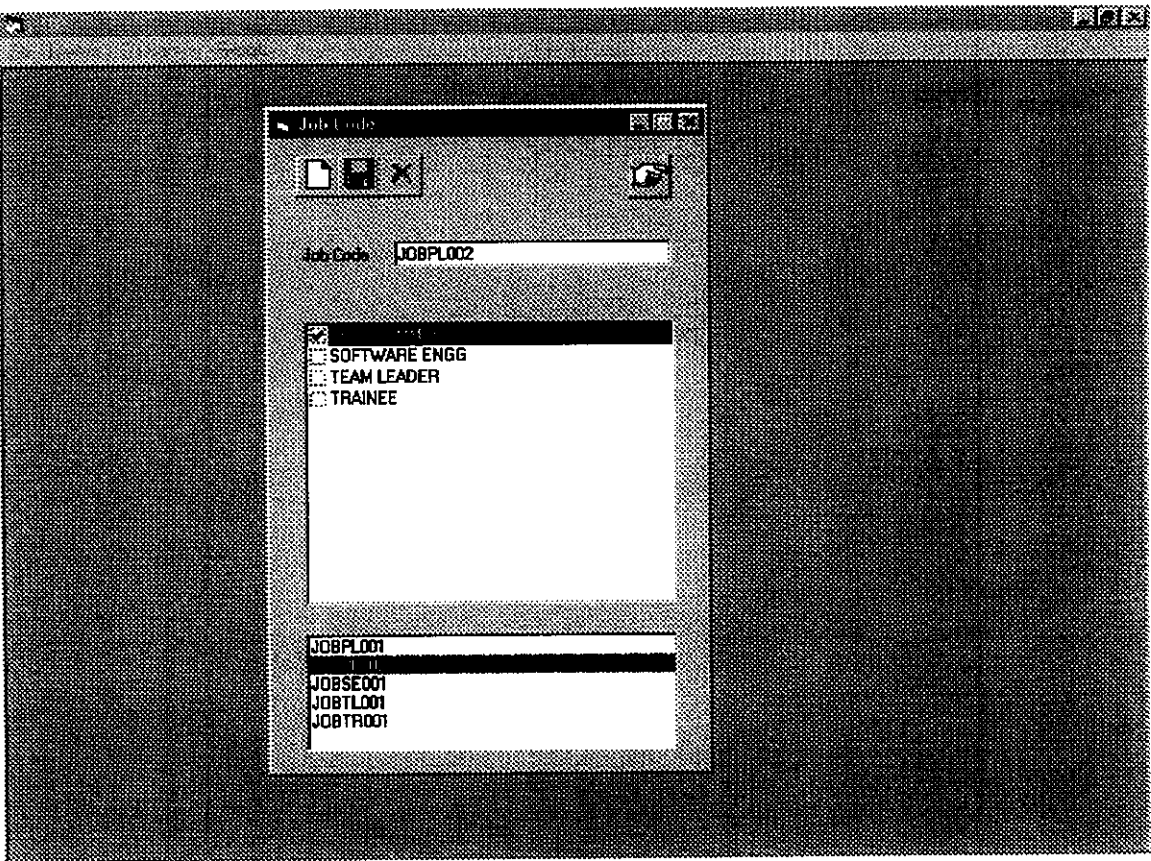 Job Code
Job Code JOBPL002
SOFTWARE ENGG
TEAM LEADER
TRAINEE
JOBPL001
JOBSE001
JOBTL001
JOBTR001